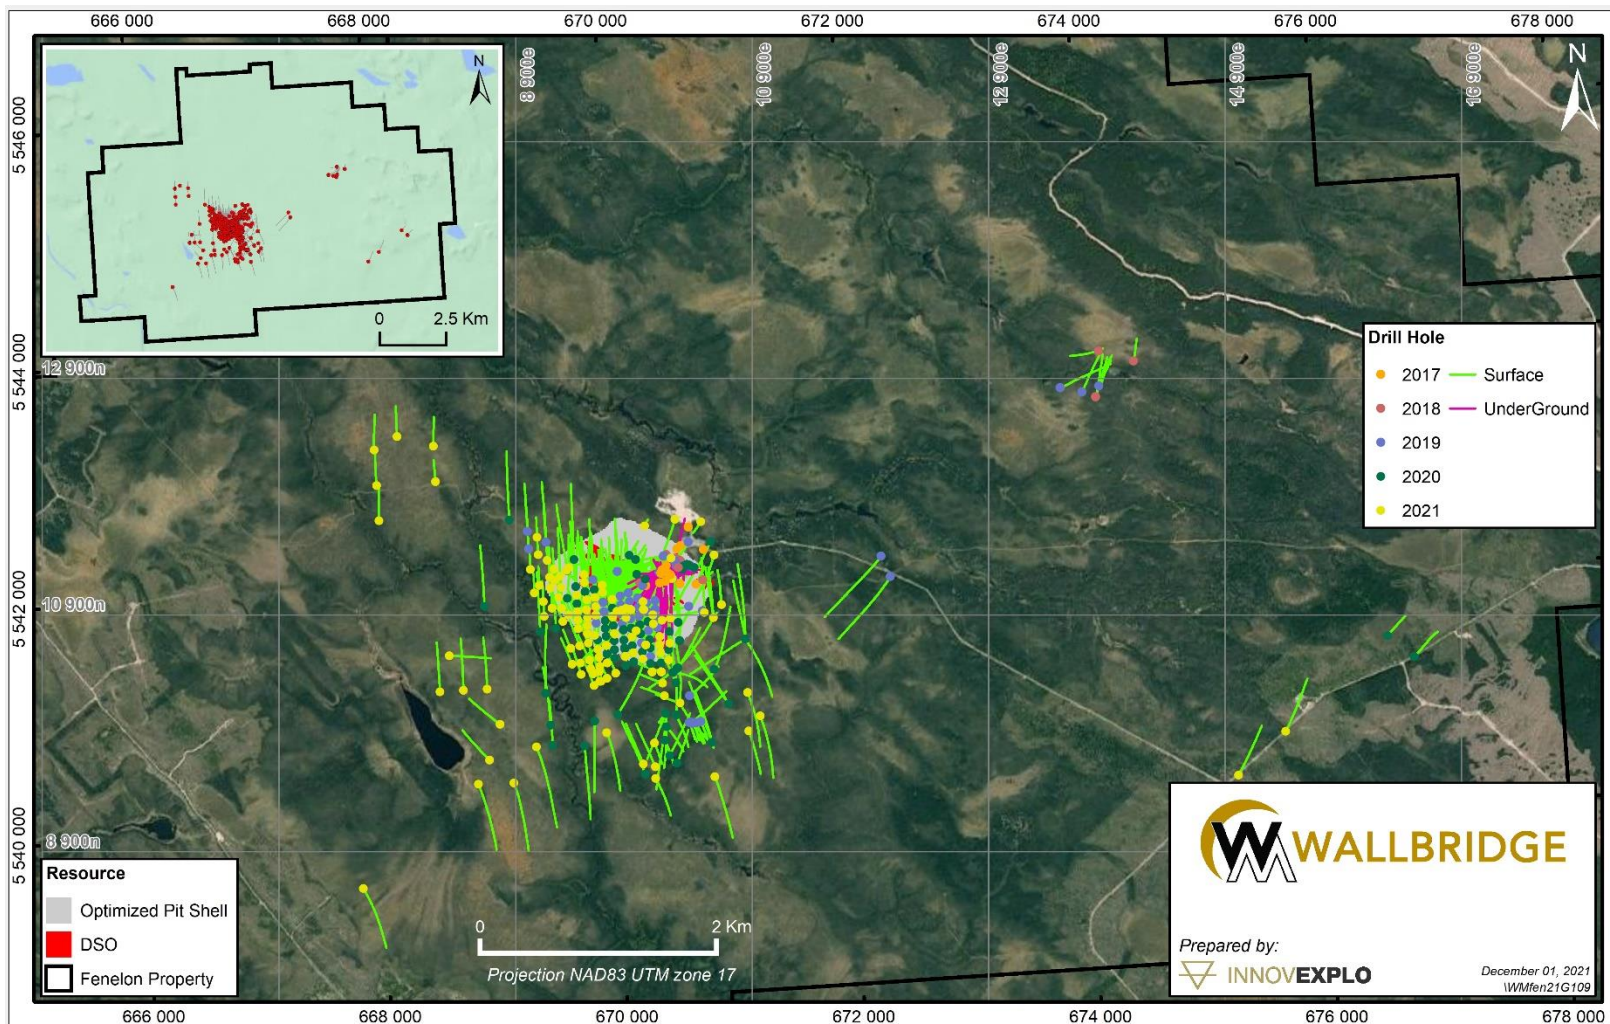 666 000
668 000
670 000
672 000
674 000
676 000
678 000
N
0 2.5 Km
8 900e
10 900e
12 900e
14 900e
16 900e
N
5 546 000
5 544 000
5 542 000
5 540 000
12 900n
10 900n
8 900n
Drill Hole
2017 Surface
2018 UnderGround
2019
2020
2021
Resource
Optimized Pit Shell
DSO
Fenelon Property
0 2 Km
Projection NAD83 UTM zone 17
WALLBRIDGE
Prepared by:
INNOVEXPLO
December 01, 2021
\WMfen21G109
666 000
668 000
670 000
672 000
674 000
676 000
678 000